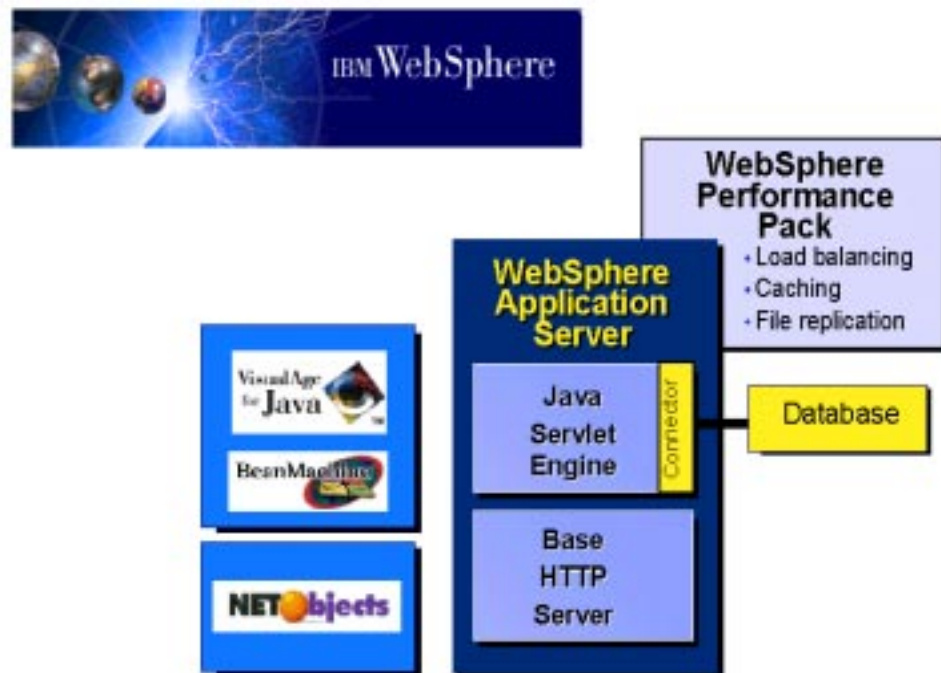 IBM WebSphere
WebSphere
Performance
Pack
• Load balancing
• Caching
• File replication
WebSphere
Application
Server
Java
Servlet
Engine
Connector
Database
Base
HTTP
Server
VisualAge
for Java
TM
BeanMachine
NETObjects